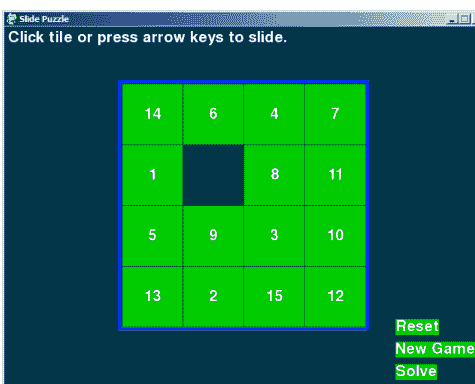 Slide Puzzle
Click tile or press arrow keys to slide.
14 6 4 7
1 8 11
5 9 3 10
13 2 15 12
Reset
New Game
Solve